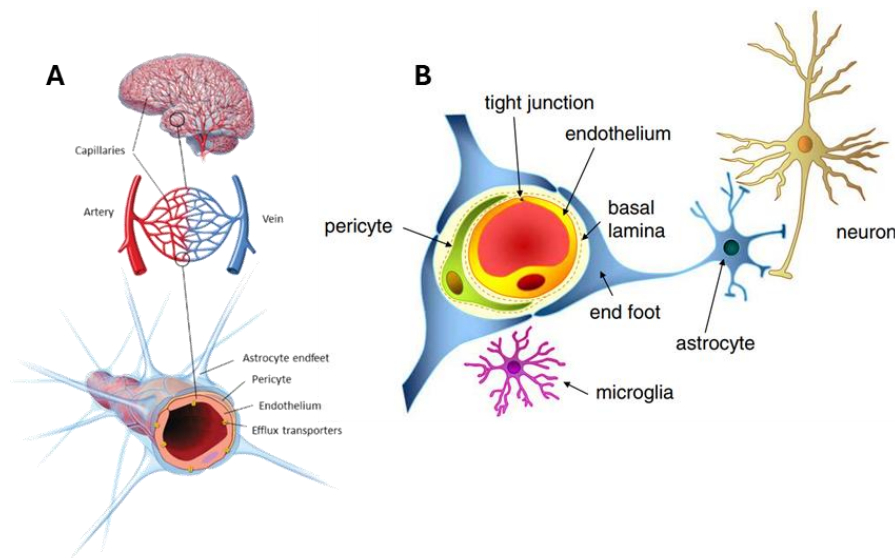 A
Capillaries
Artery
Vein
Astrocyte endfeet
Pericyte
Endothelium
Efflux transporters
B
tight junction
endothelium
basal
lamina
pericyte
neuron
end foot
astrocyte
microglia